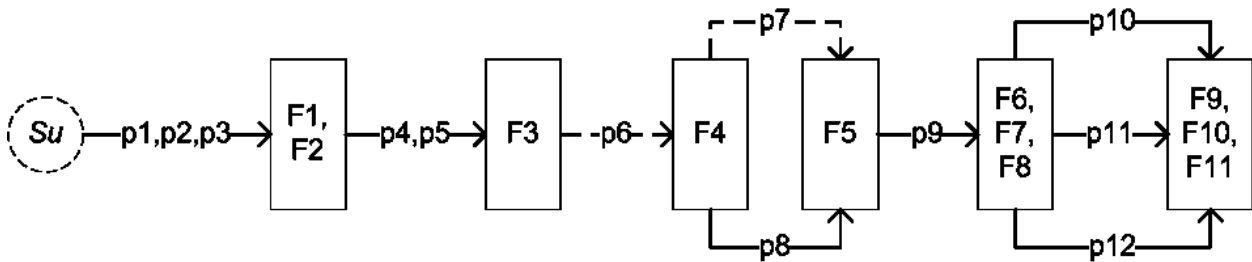 Su
p1,p2,p3
F1,
F2
p4,p5
F3
p6
F4
p7
p8
F5
p9
F6,
F7,
F8
p10
p11
p12
F9,
F10,
F11